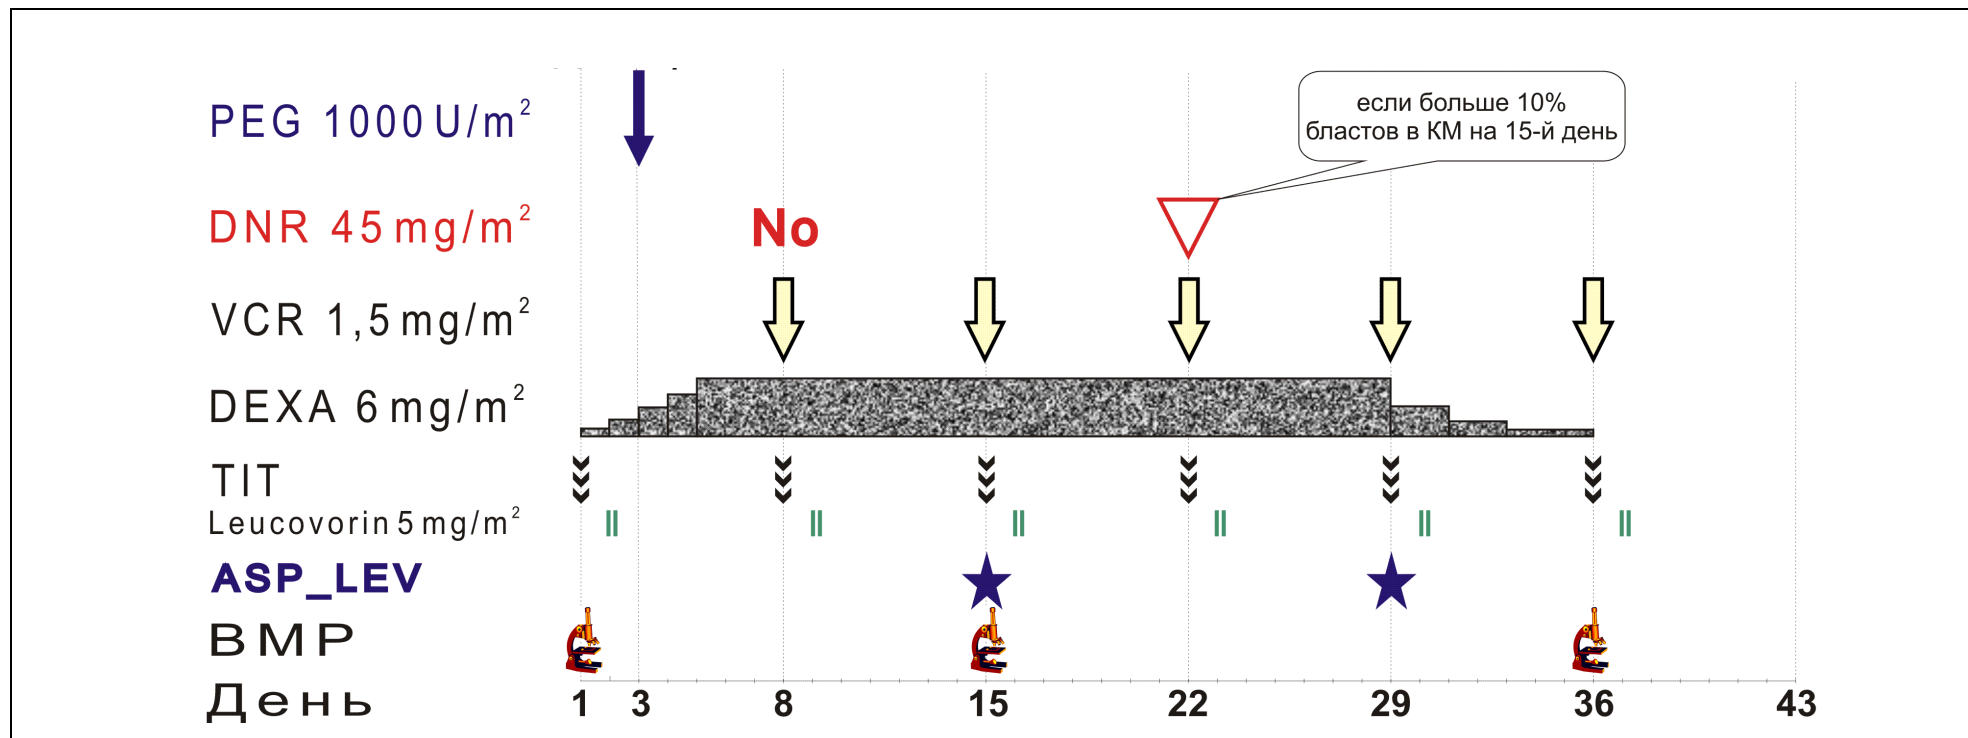 PEG 1000 U/m²
если больше 10%
бластов в КМ на 15-й день
DNR 45 mg/m²
No
VCR 1,5 mg/m²
DEXA 6 mg/m²
TIT
Leucovorin 5 mg/m²
ASP_LEV
BMP
День
1 3 8 15 22 29 36 43